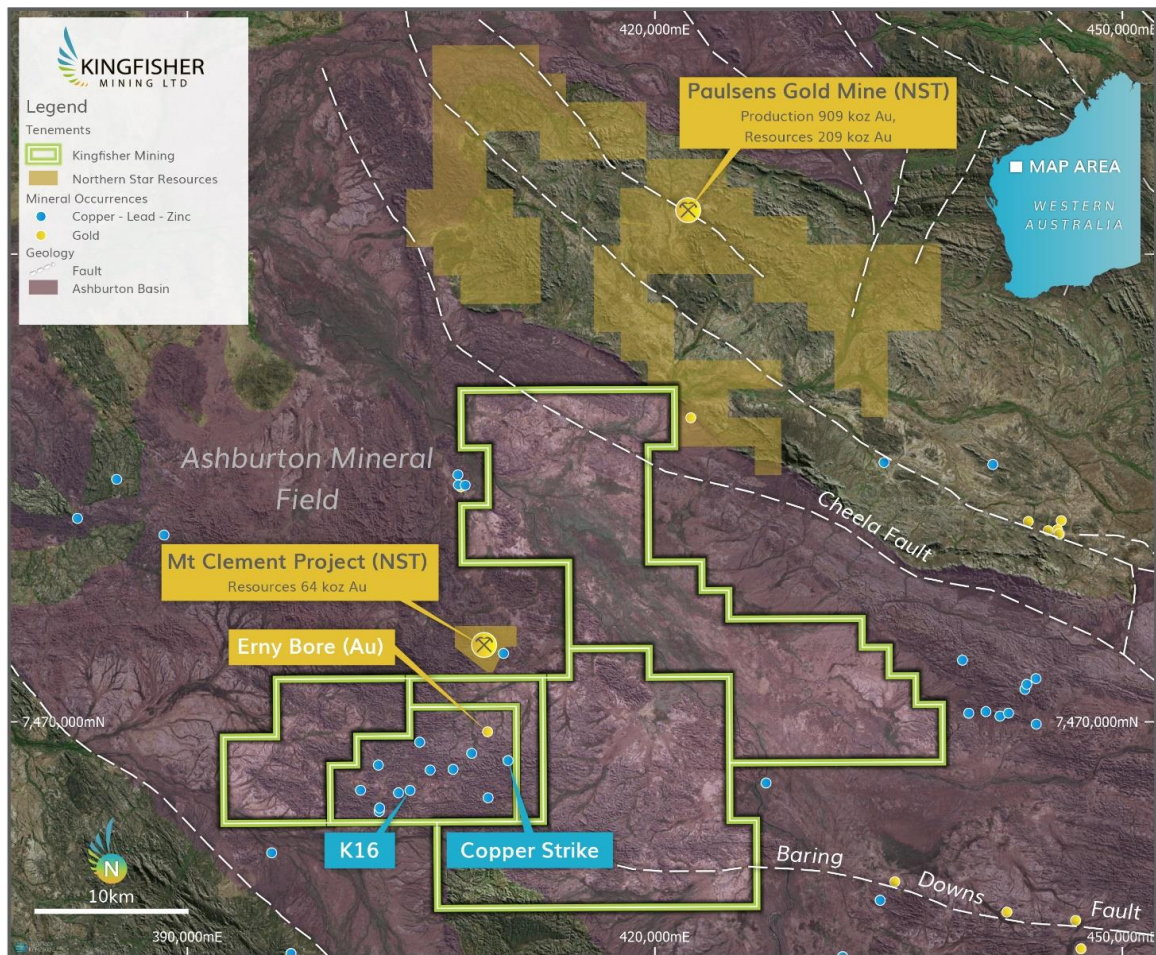 420,000mE
450,000mE
KINGFISHER
MINING LTD
Legend
Tenements
Kingfisher Mining
Northern Star Resources
Mineral Occurrences
Copper - Lead - Zinc
Gold
Geology
Fault
Ashburton Basin
Paulsens Gold Mine (NST)
Production 909 koz Au,
Resources 209 koz Au
MAP AREA
WESTERN
AUSTRALIA
Ashburton Mineral
Field
Cheela Fault
Mt Clement Project (NST)
Resources 64 koz Au
Erny Bore (Au)
7,470,000mN
7,470,000mN
K16
Copper Strike
Baring
Downs
Fault
N
10km
390,000mE
420,000mE
450,000mE